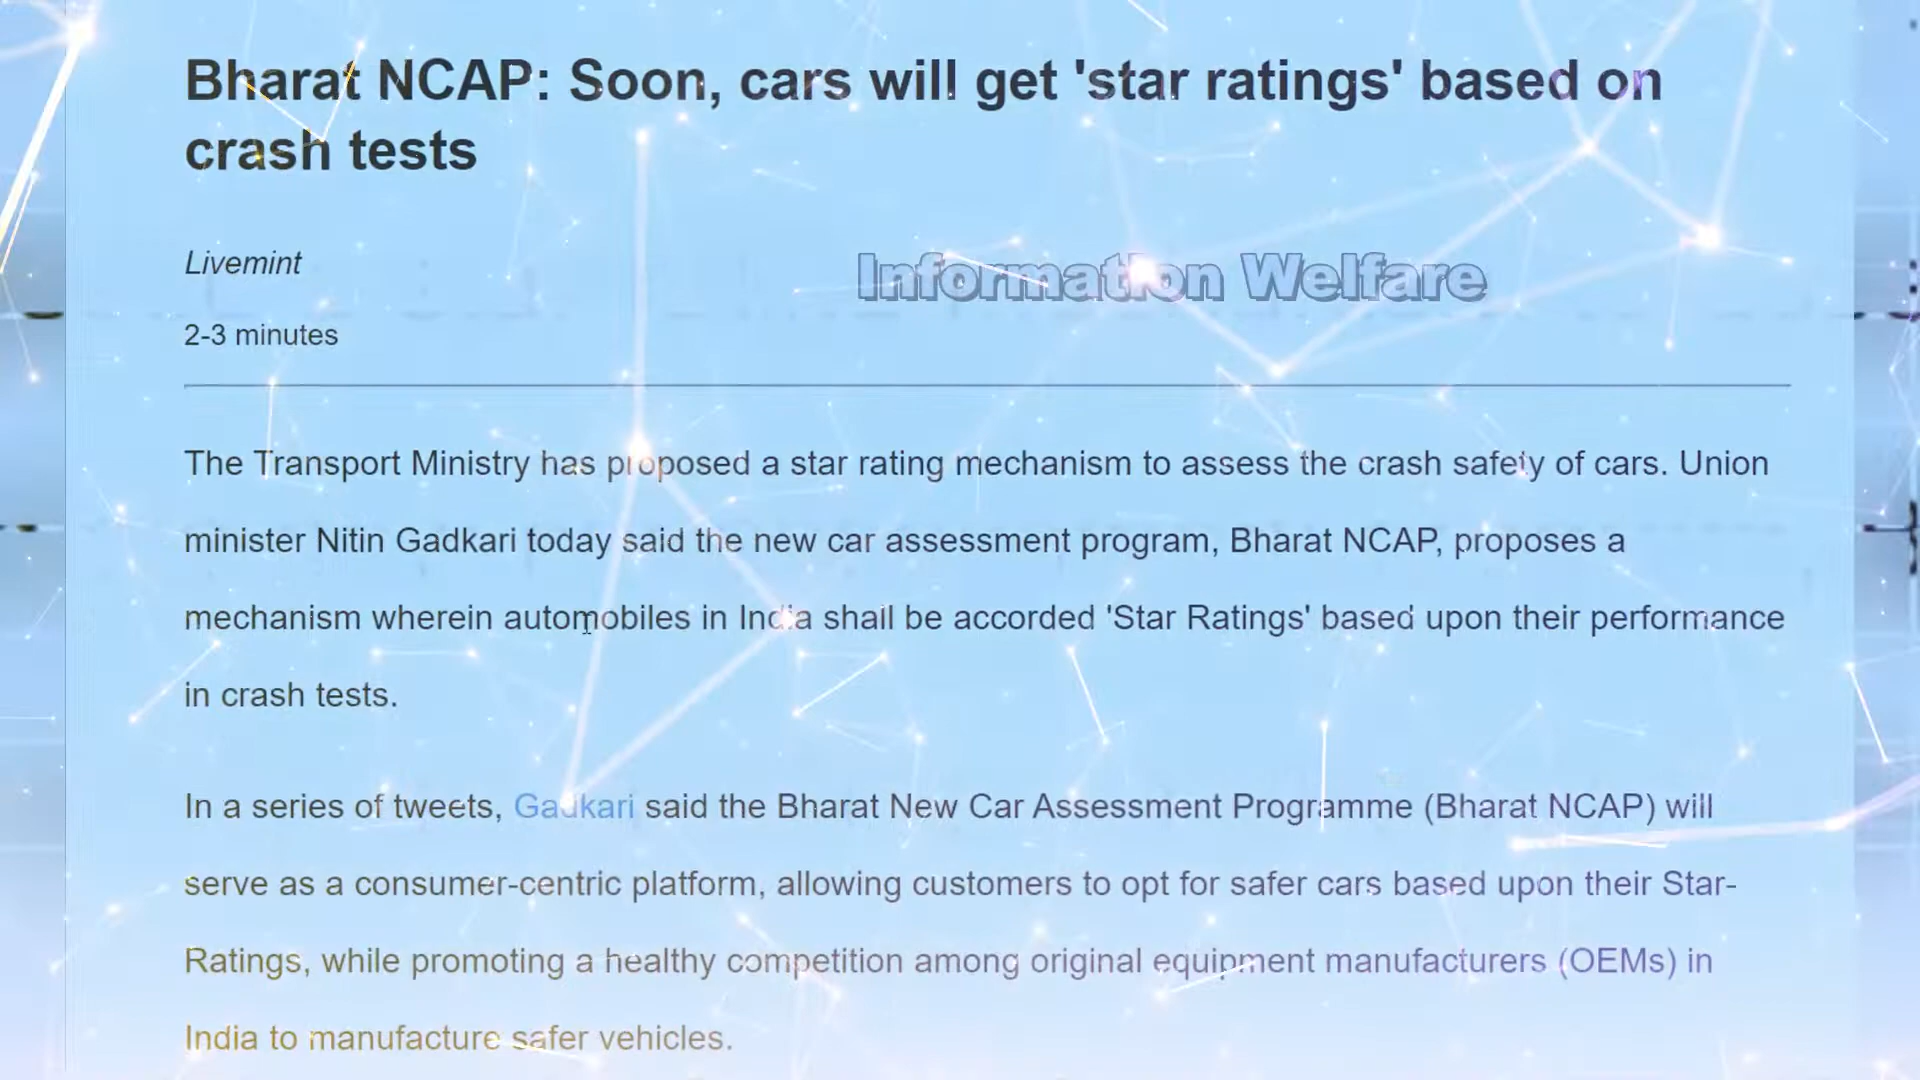 Bharat NCAP: Soon, cars will get 'star ratings' based on
crash tests
Livemint
Information Welfare
2-3 minutes
The Transport Ministry has proposed a star rating mechanism to assess the crash safety of cars. Union
minister Nitin Gadkari today said the new car assessment program, Bharat NCAP, proposes a
mechanism wherein automobiles in India shall be accorded 'Star Ratings' based upon their performance
in crash tests.
In a series of tweets, Gadkari said the Bharat New Car Assessment Programme (Bharat NCAP) will
serve as a consumer-centric platform, allowing customers to opt for safer cars based upon their Star-
Ratings, while promoting a healthy competition among original equipment manufacturers (OEMs) in
India to manufacture safer vehicles.